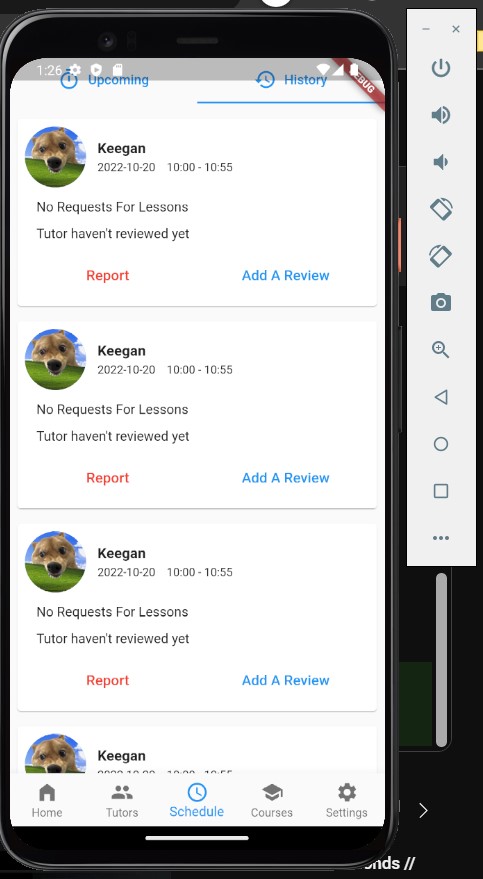 1:26
Upcoming
History
Keegan
2022-10-20 10:00 - 10:55
No Requests For Lessons
Tutor haven't reviewed yet
Report
Add A Review
Keegan
2022-10-20 10:00 - 10:55
No Requests For Lessons
Tutor haven't reviewed yet
Report
Add A Review
Keegan
2022-10-20 10:00 - 10:55
No Requests For Lessons
Tutor haven't reviewed yet
Report
Add A Review
Keegan
Home
Tutors
Schedule
Courses
Settings
//